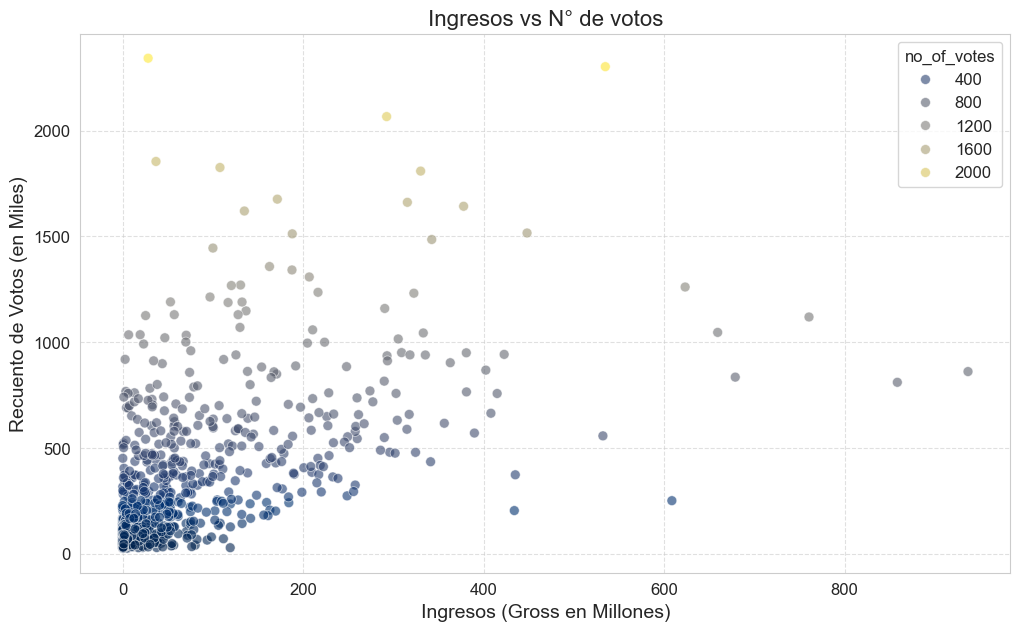 Ingresos vs N° de votos
Recuento de Votos (en Miles)
2000
1500
1000
500
0
0 200 400 600 800
Ingresos (Gross en Millones)
no_of_votes
400
800
1200
1600
2000